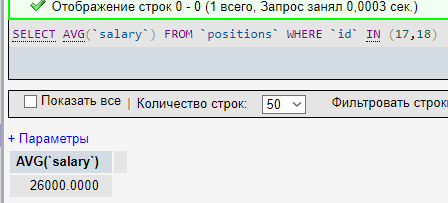 Отображение строк 0 - 0 (1 всего, Запрос занял 0,0003 сек.)
SELECT AVG(`salary`) FROM `positions` WHERE `id` IN (17,18)
Показать все | Количество строк: 50 Фильтровать строки
+ Параметры
AVG(`salary`)
26000.0000